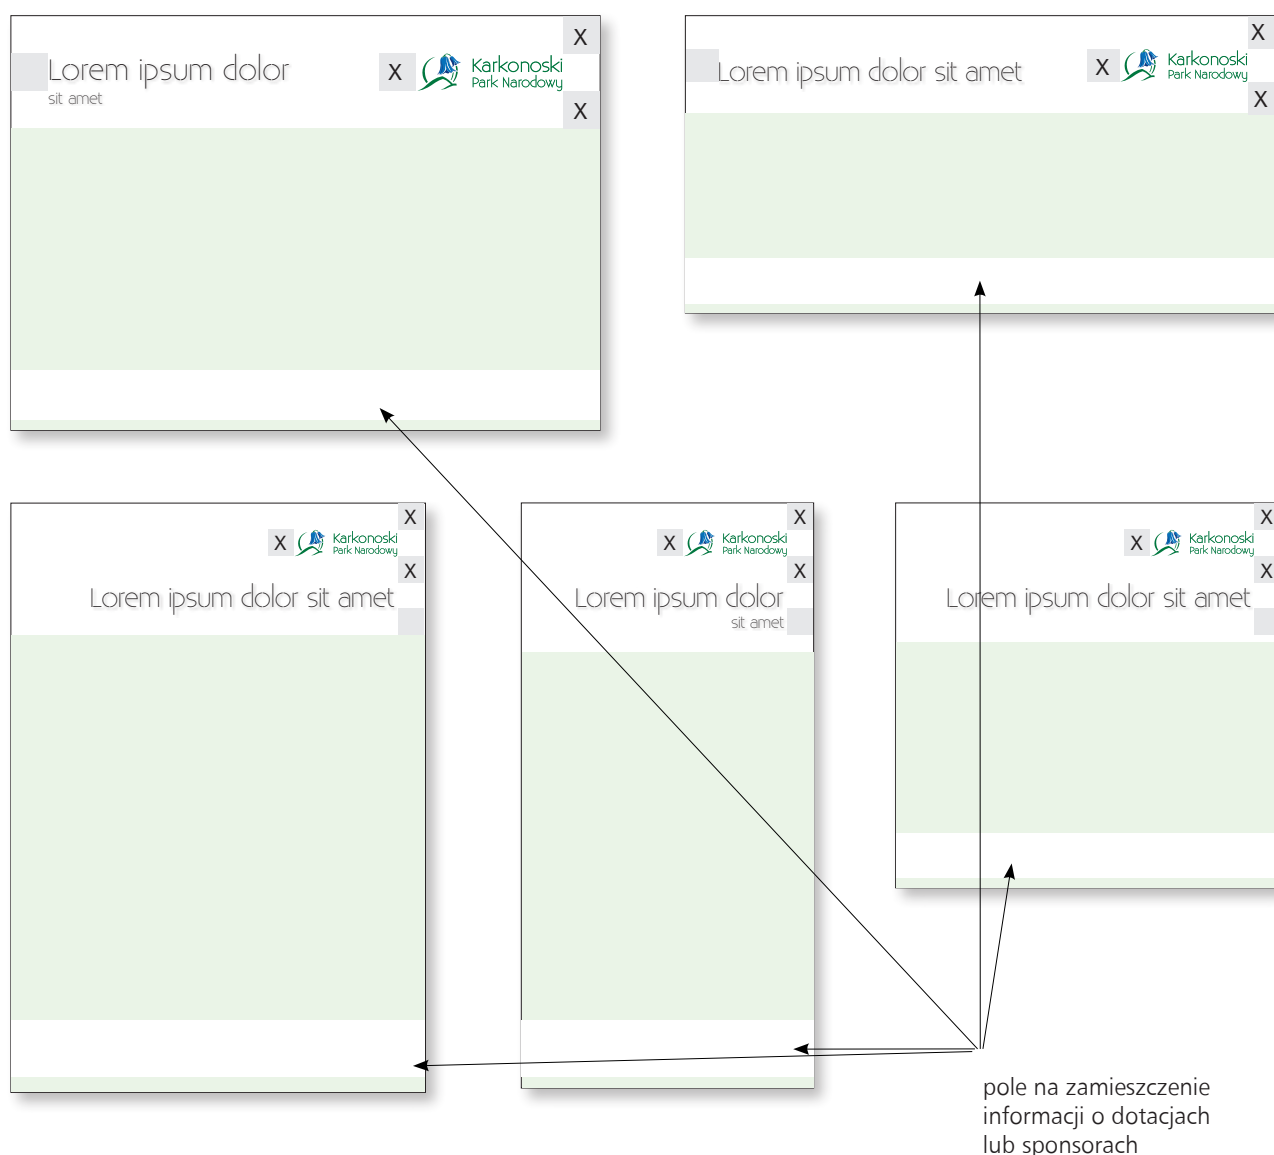 X
Lorem ipsum dolor
sit amet
X
Karkonoski
Park Narodowy
X
X
Lorem ipsum dolor sit amet
X
Karkonoski
Park Narodowy
X
X
X
Karkonoski
Park Narodowy
X
Lorem ipsum dolor sit amet
X
X
Karkonoski
Park Narodowy
X
Lorem ipsum dolor
sit amet
X
X
Karkonoski
Park Narodowy
X
Lorem ipsum dolor sit amet
pole na zamieszczenie
informacji o dotacjach
lub sponsorach